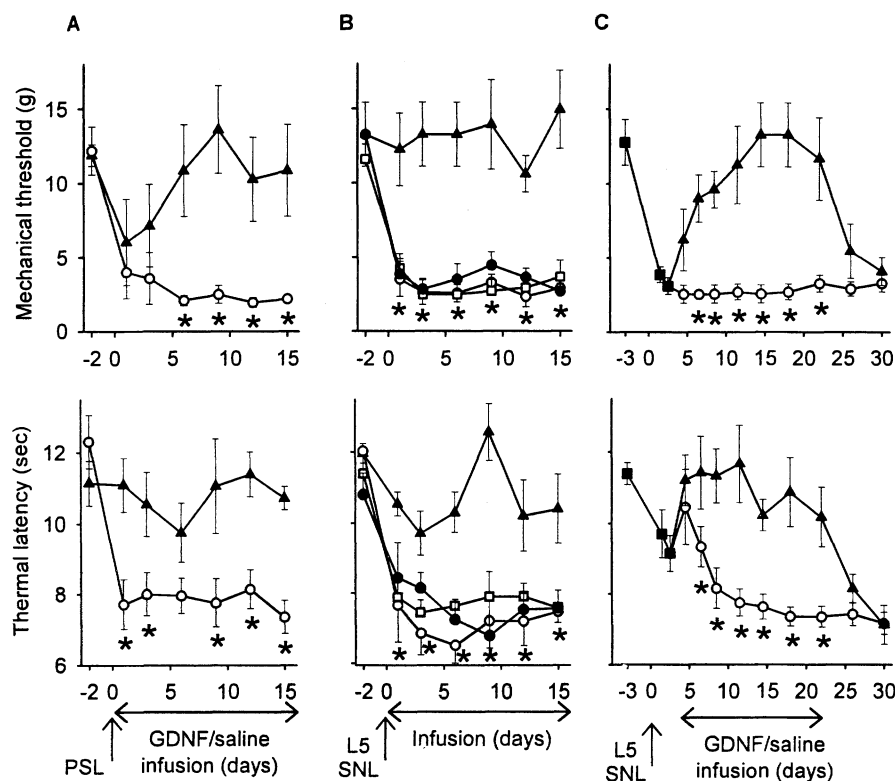 A
B
C
Mechanical threshold (g)
15
10
5
0
* * * *
* * * * * *
* * * * * *
-2 0 5 10 15
-2 0 5 10 15
-3 0 5 10 15 20 25 30
Thermal latency (sec)
12
10
8
6
* * * * *
* * * * * *
* * * * * *
-2 0 5 10 15
-2 0 5 10 15
-3 0 5 10 15 20 25 30
PSL
GDNF/saline
infusion (days)
L5
SNL
Infusion (days)
L5
SNL
GDNF/saline
infusion (days)